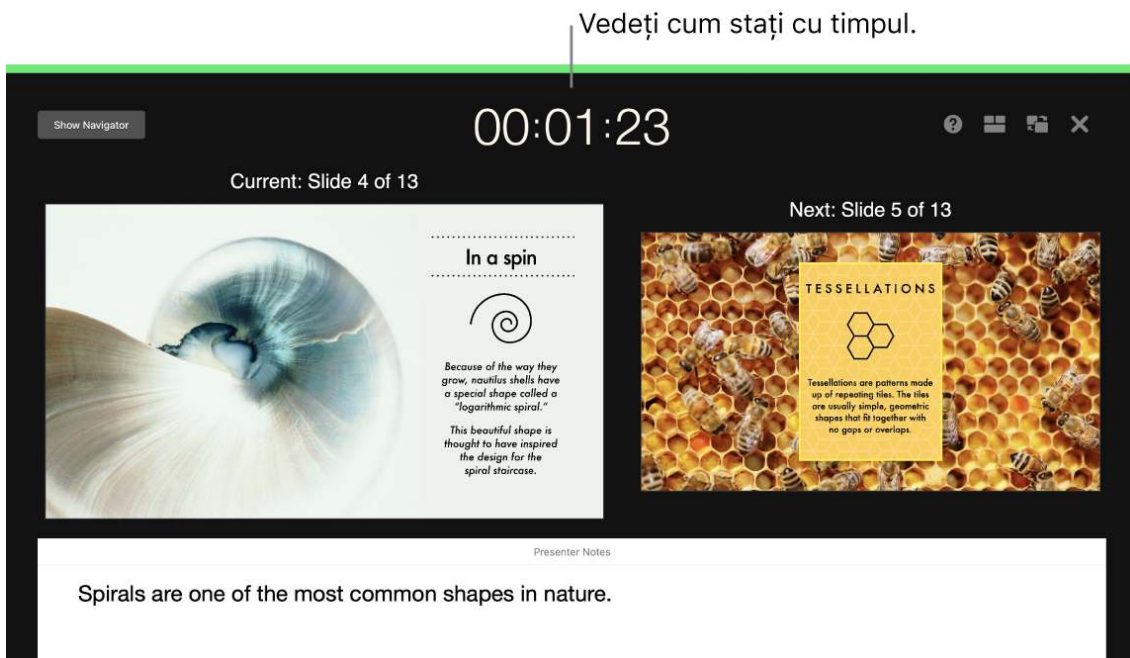 Vedeți cum stați cu timpul.
Show Navigator
00:01:23
Current: Slide 4 of 13
Next: Slide 5 of 13
In a spin
Because of the way they
grow, nautilus shells have
a special shape called a
“logarithmic spiral.”
This beautiful shape is
thought to have inspired
the design for the
spiral staircase.
TESSELLATIONS
Tessellations are patterns made
up of repeating tiles. The tiles
are usually simple, geometric
shapes that fit together with
no gaps or overlaps.
Presenter Notes
Spirals are one of the most common shapes in nature.